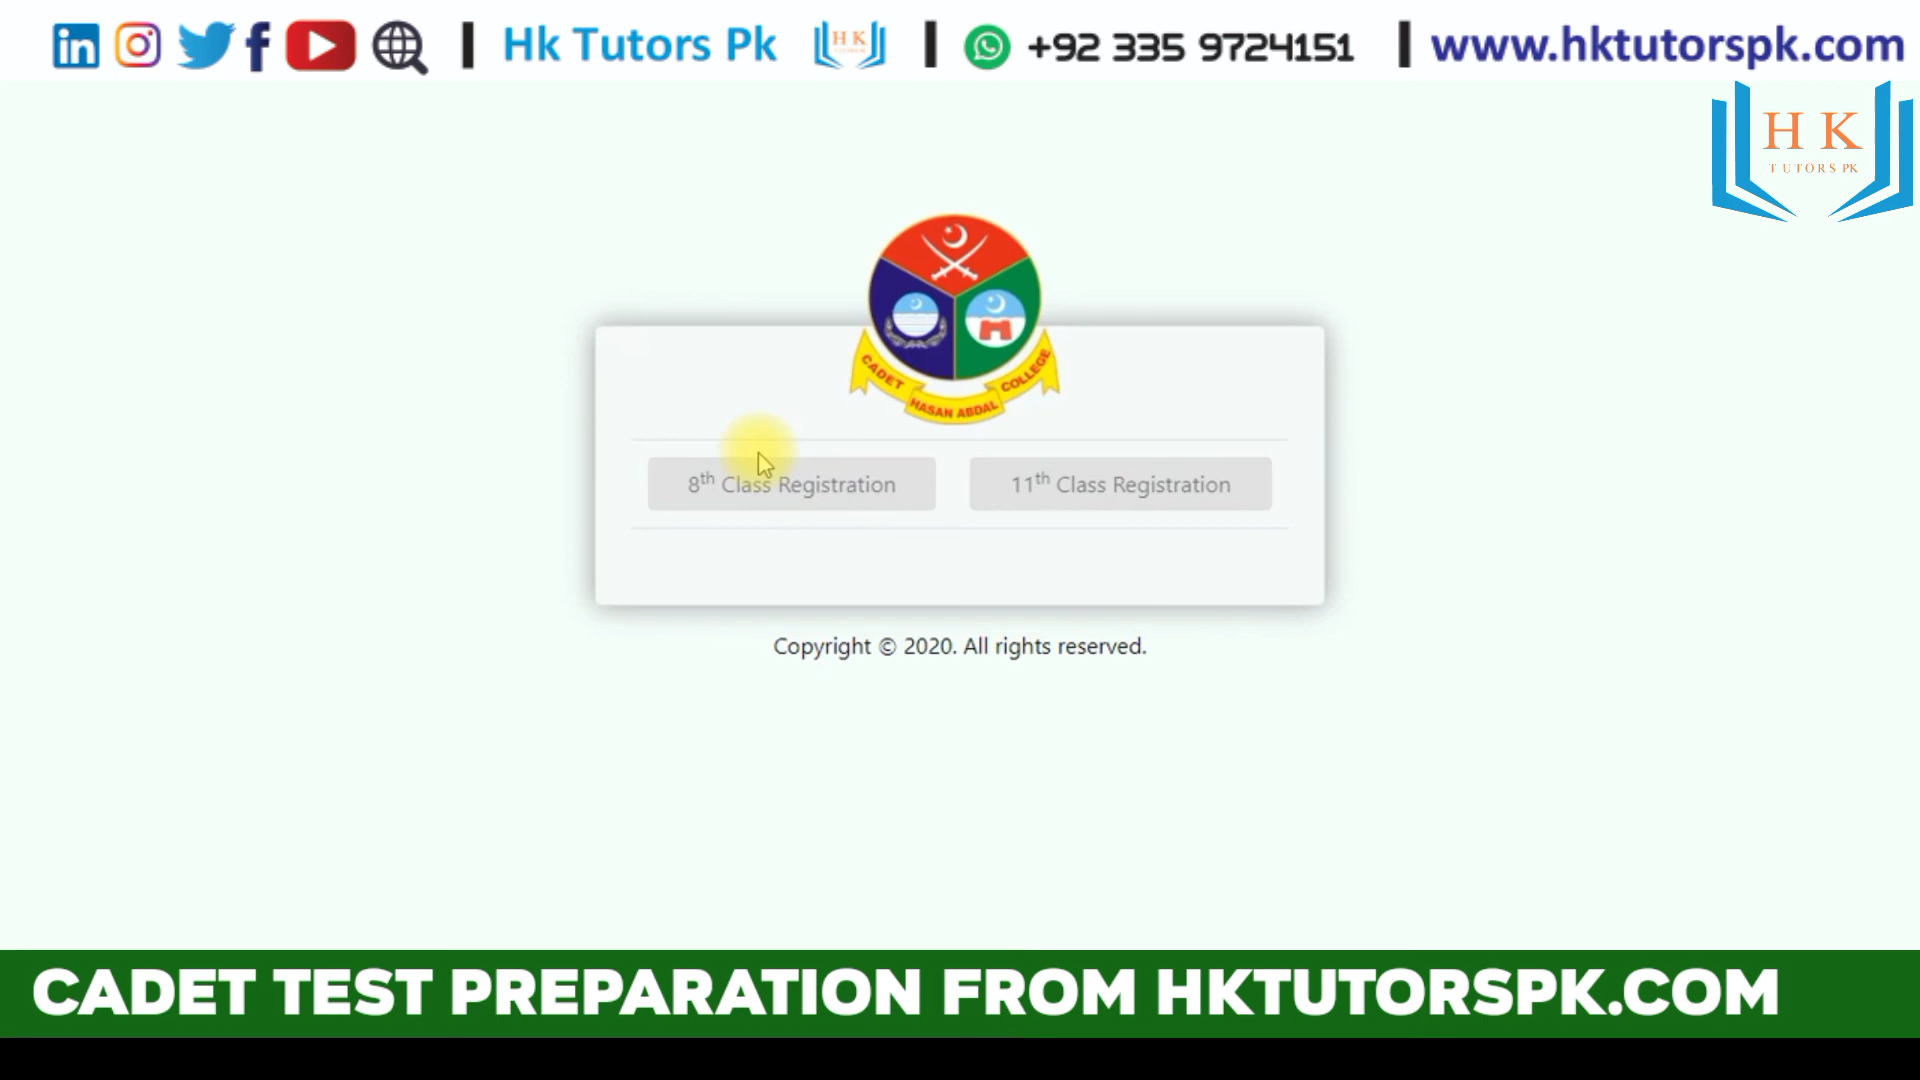 Hk Tutors Pk
H K
+92 335 9724151
www.hktutorspk.com
H K
TUTORS PK
CADET
HASAN ABDAL
COLLEGE
8th Class Registration
11th Class Registration
Copyright © 2020. All rights reserved.
CADET TEST PREPARATION FROM HKTUTORSPK.COM